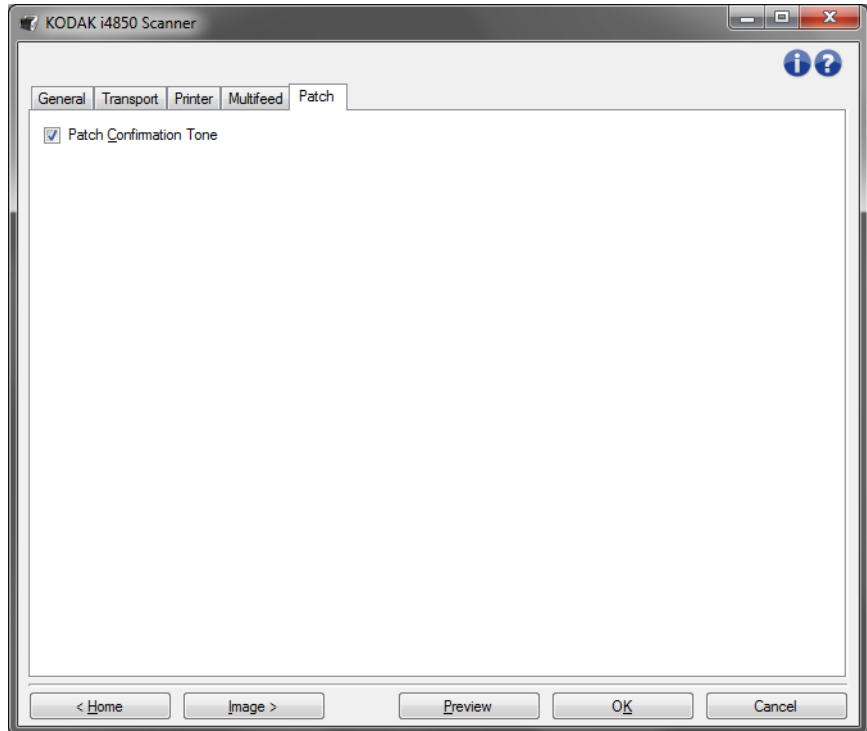 KODAK i4850 Scanner
General Transport Printer Multifeed Patch
Patch Confirmation Tone
< Home Image > Preview OK Cancel